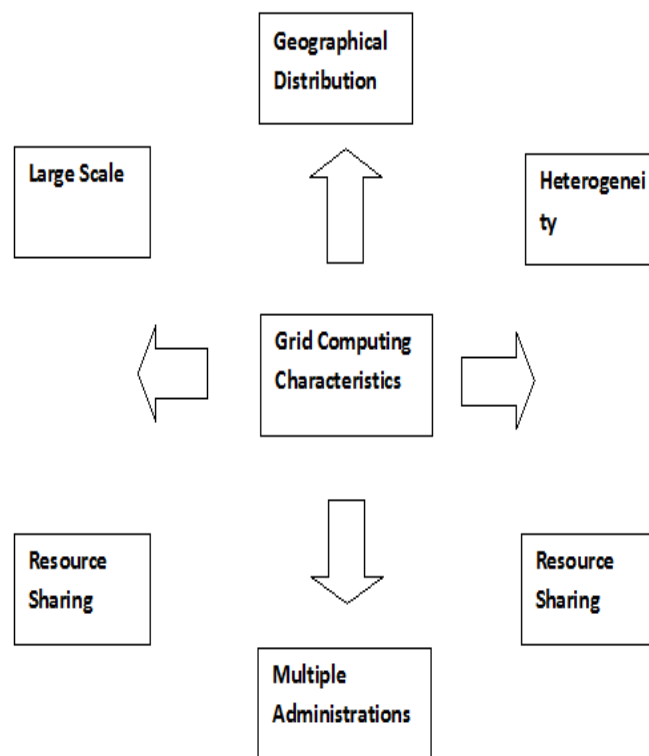 Geographical
Distribution
Large Scale
Heterogenei
ty
Grid Computing
Characteristics
Resource
Sharing
Resource
Sharing
Multiple
Administrations